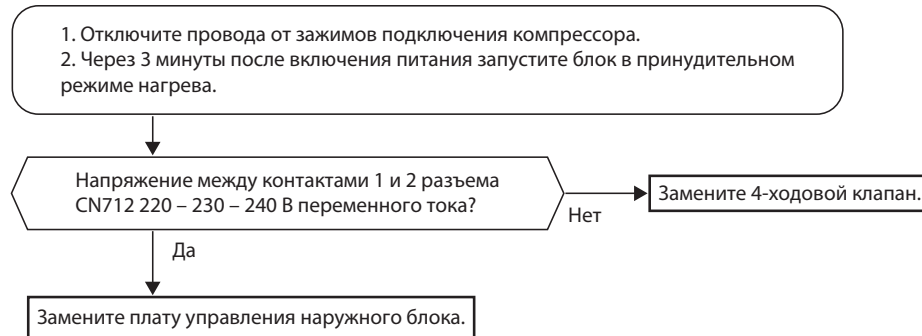 1. Отключите провода от зажимов подключения компрессора.
2. Через 3 минуты после включения питания запустите блок в принудительном
режиме нагрева.
Напряжение между контактами 1 и 2 разъема
CN712 220 – 230 – 240 В переменного тока?
Замените 4-ходовой клапан.
Нет
Да
Замените плату управления наружного блока.